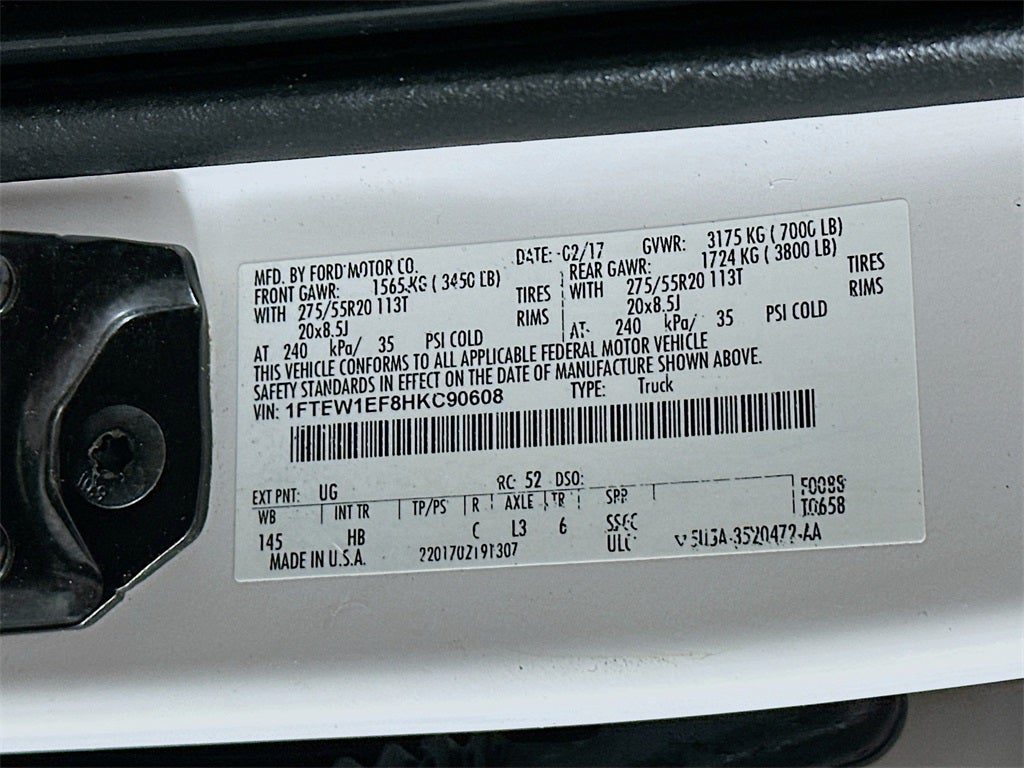 MFD. BY FORD MOTOR CO.
DATE: 02/17 GVWR: 3175 KG ( 7000 LB)
FRONT GAWR: 1565 KG ( 3450 LB)
REAR GAWR: 1724 KG ( 3800 LB)
WITH 275/55R20 113T TIRES
WITH 275/55R20 113T TIRES
20x8.5J RIMS
20x8.5J RIMS
AT 240 kPa/ 35 PSI COLD
AT 240 kPa/ 35 PSI COLD
THIS VEHICLE CONFORMS TO ALL APPLICABLE FEDERAL MOTOR VEHICLE
SAFETY STANDARDS IN EFFECT ON THE DATE OF MANUFACTURE SHOWN ABOVE.
VIN: 1FTEW1EF8HKC90608 TYPE: Truck
EXT PNT: UG RC: 52 DSO:
WB INT TR TP/PS R AXLE TR SPR F0088
145 HB C L3 6 T0658
MADE IN U.S.A.